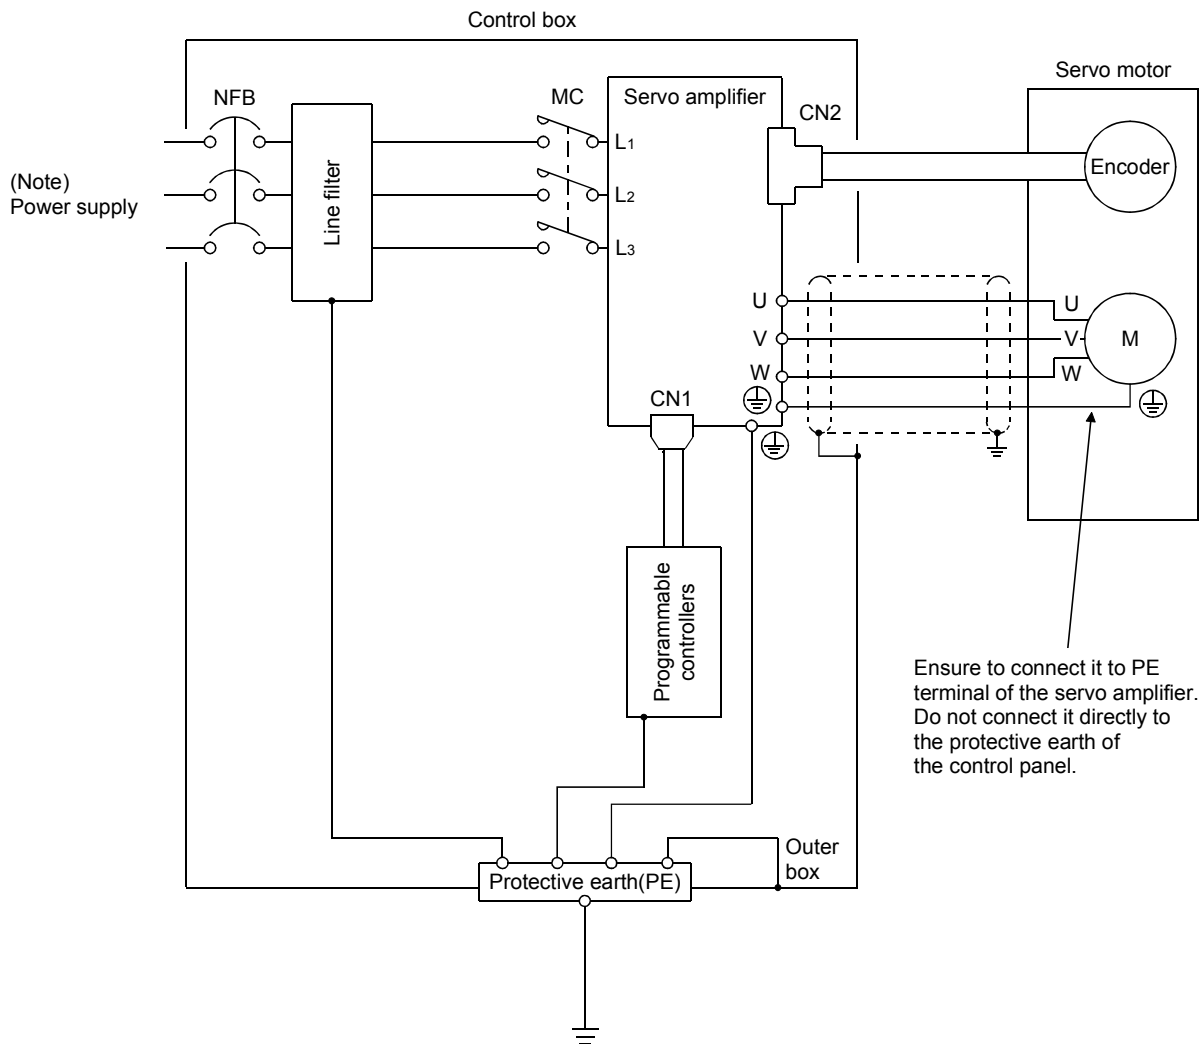 Control box
Servo motor
NFB
MC
Servo amplifier
CN2
Line filter
L1
L2
L3
Encoder
(Note)
Power supply
U
V
W
U
V
W
M
CN1
Programmable
controllers
Ensure to connect it to PE
terminal of the servo amplifier.
Do not connect it directly to
the protective earth of
the control panel.
Outer
box
Protective earth(PE)